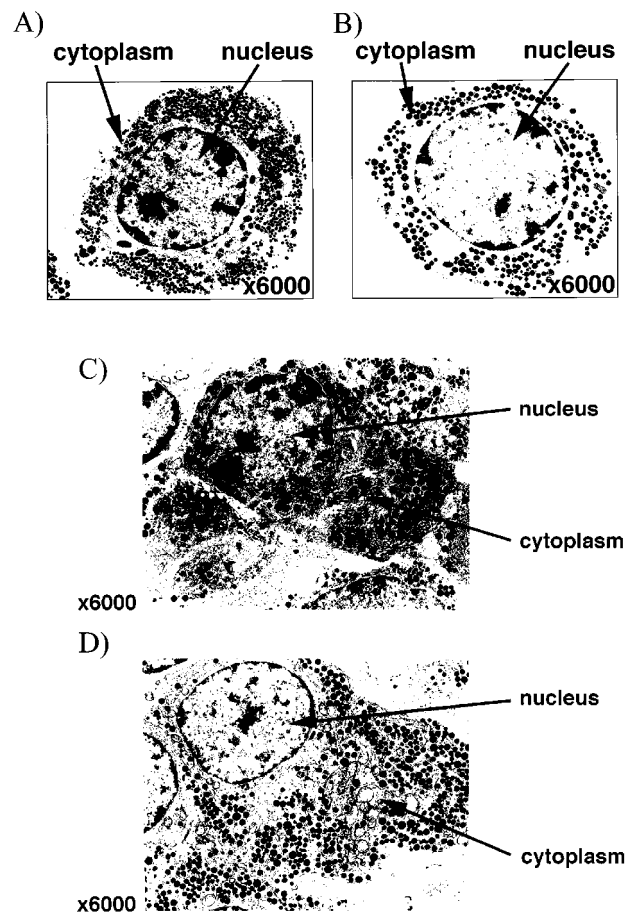 A)
cytoplasm nucleus
x6000
B)
cytoplasm nucleus
x6000
C)
nucleus
cytoplasm
x6000
D)
nucleus
cytoplasm
x6000